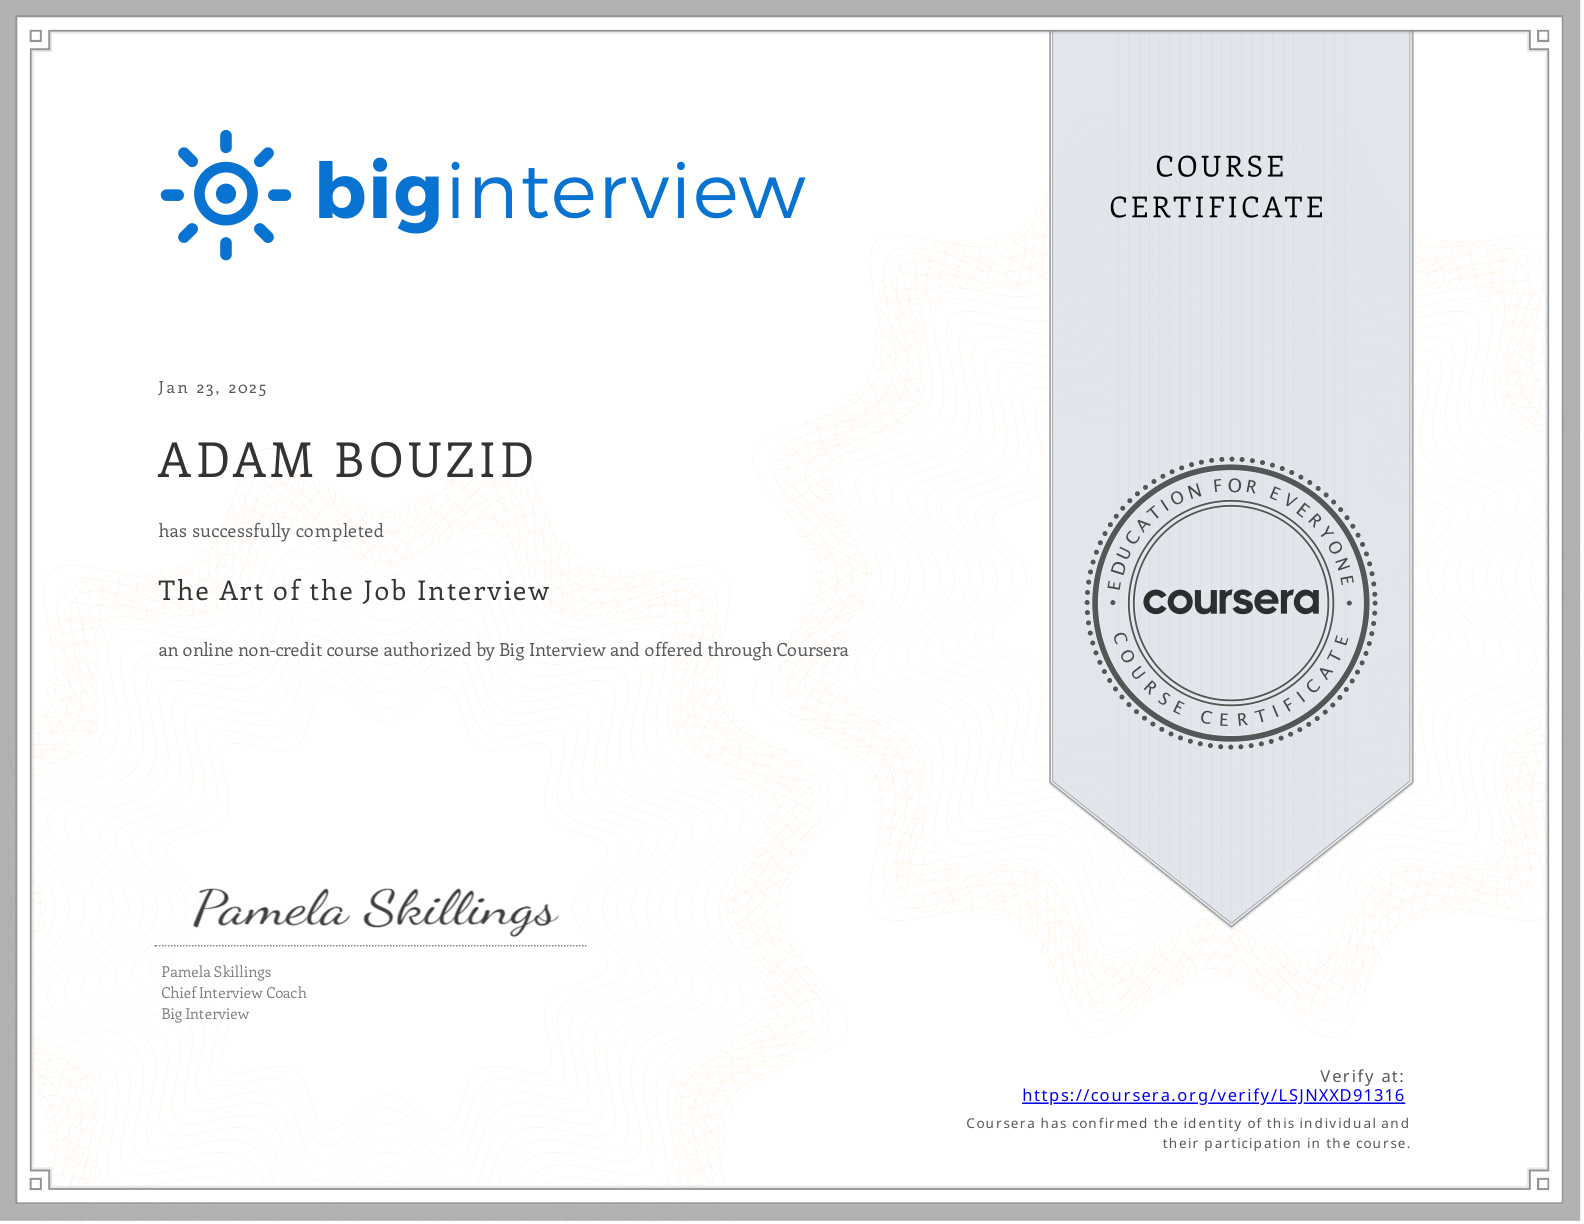 biginterview
COURSE
CERTIFICATE
Jan 23, 2025
ADAM BOUZID
has successfully completed
The Art of the Job Interview
an online non-credit course authorized by Big Interview and offered through Coursera
EDUCATION FOR EVERYONE
coursera
COURSE CERTIFICATE
Pamela Skillings
Pamela Skillings
Chief Interview Coach
Big Interview
Verify at:
https://coursera.org/verify/LSJNXXD91316
Coursera has confirmed the identity of this individual and
their participation in the course.